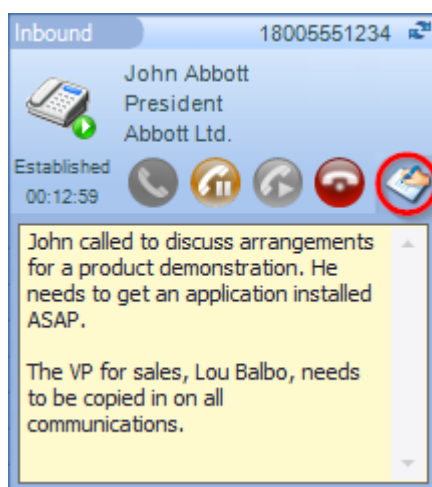 Inbound 18005551234
John Abbott
President
Abbott Ltd.
Established
00:12:59
John called to discuss arrangements
for a product demonstration. He
needs to get an application installed
ASAP.
The VP for sales, Lou Balbo, needs
to be copied in on all
communications.